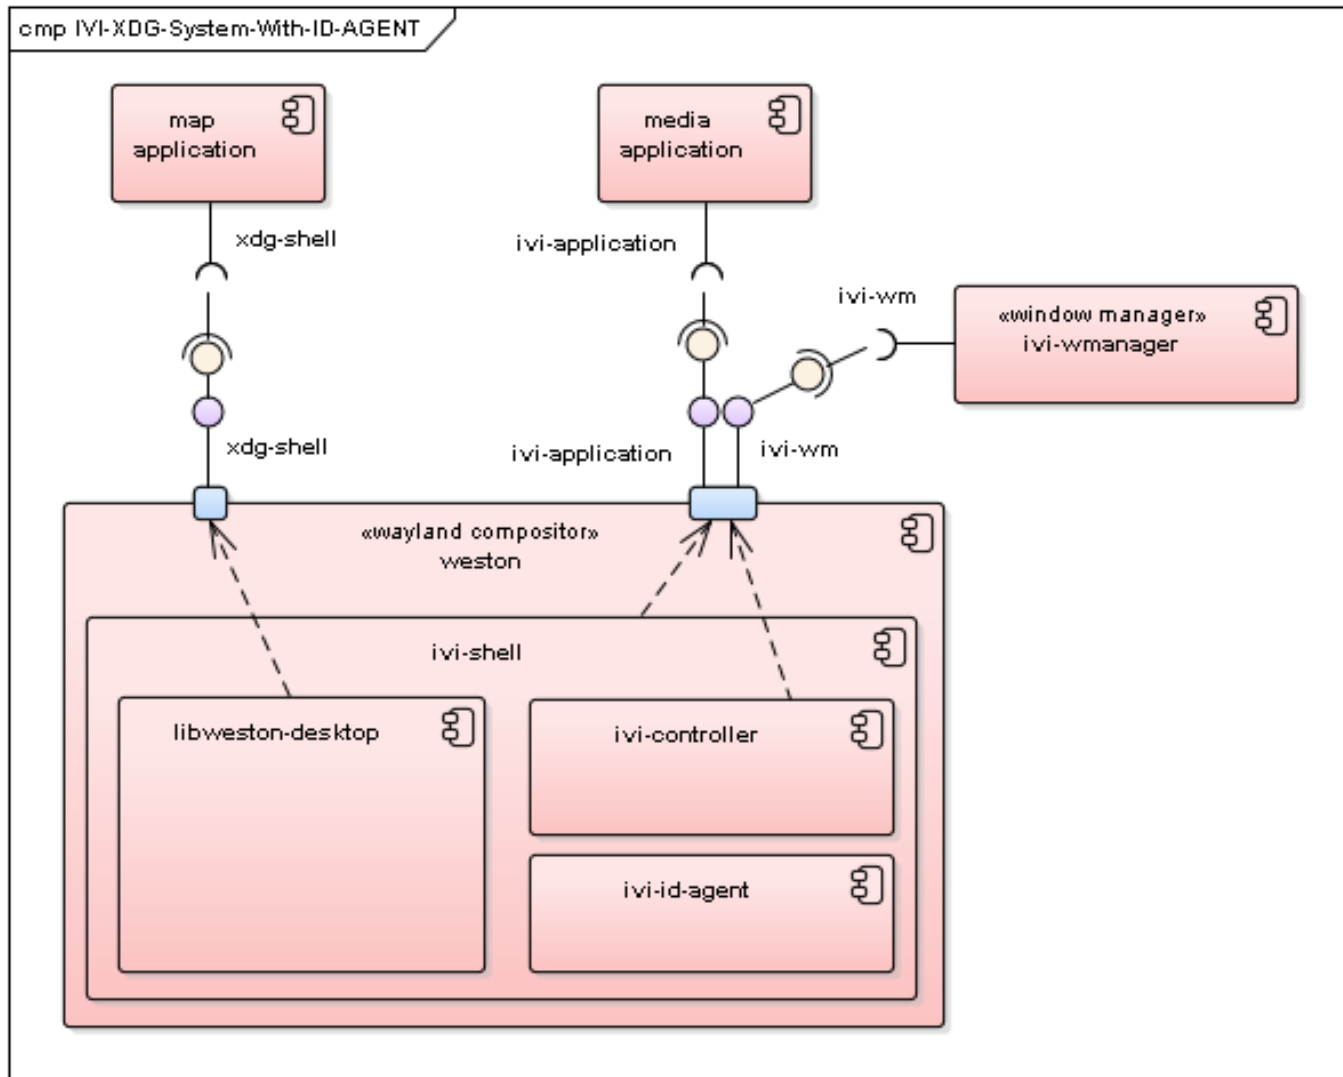 cmp IVI-XDG-System-With-ID-AGENT
map
application
media
application
xdg-shell
ivi-application
ivi-wm
«window manager»
ivi-wmanager
xdg-shell
ivi-application
ivi-wm
«wayland compositor»
weston
ivi-shell
libweston-desktop
ivi-controller
ivi-id-agent